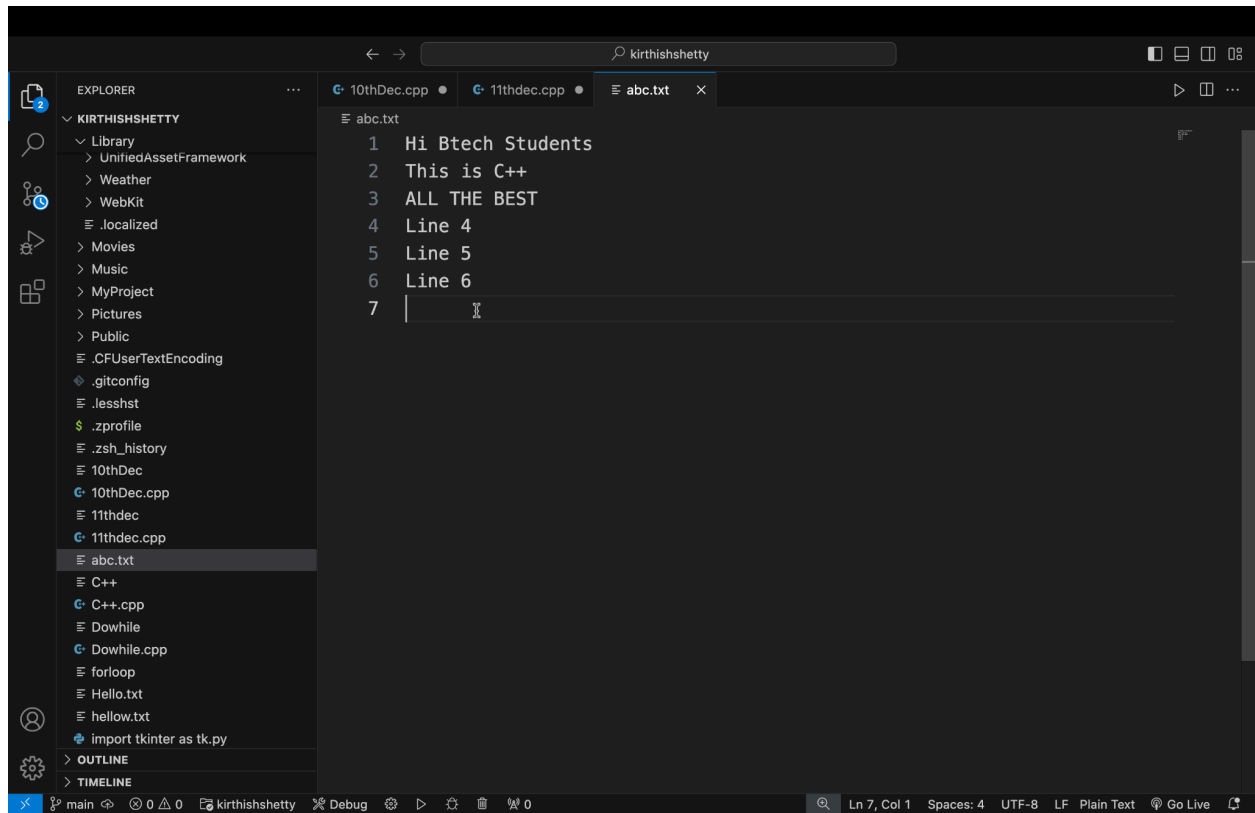 kirthishshetty
EXPLORER
KIRTHISHSHETTY
Library
UnifiedAssetFramework
Weather
WebKit
.localized
Movies
Music
MyProject
Pictures
Public
.CFUserTextEncoding
.gitconfig
.lesshst
.zprofile
.zsh_history
10thDec
10thDec.cpp
11thdec
11thdec.cpp
abc.txt
C++
C++.cpp
Dowhile
Dowhile.cpp
forloop
Hello.txt
hellow.txt
import tkinter as tk.py
OUTLINE
TIMELINE
2
10thDec.cpp 11thdec.cpp abc.txt
abc.txt
1 Hi Btech Students
2 This is C++
3 ALL THE BEST
4 Line 4
5 Line 5
6 Line 6
7
main 0 0 kirthishshetty Debug 0 Ln 7, Col 1 Spaces: 4 UTF-8 LF Plain Text Go Live